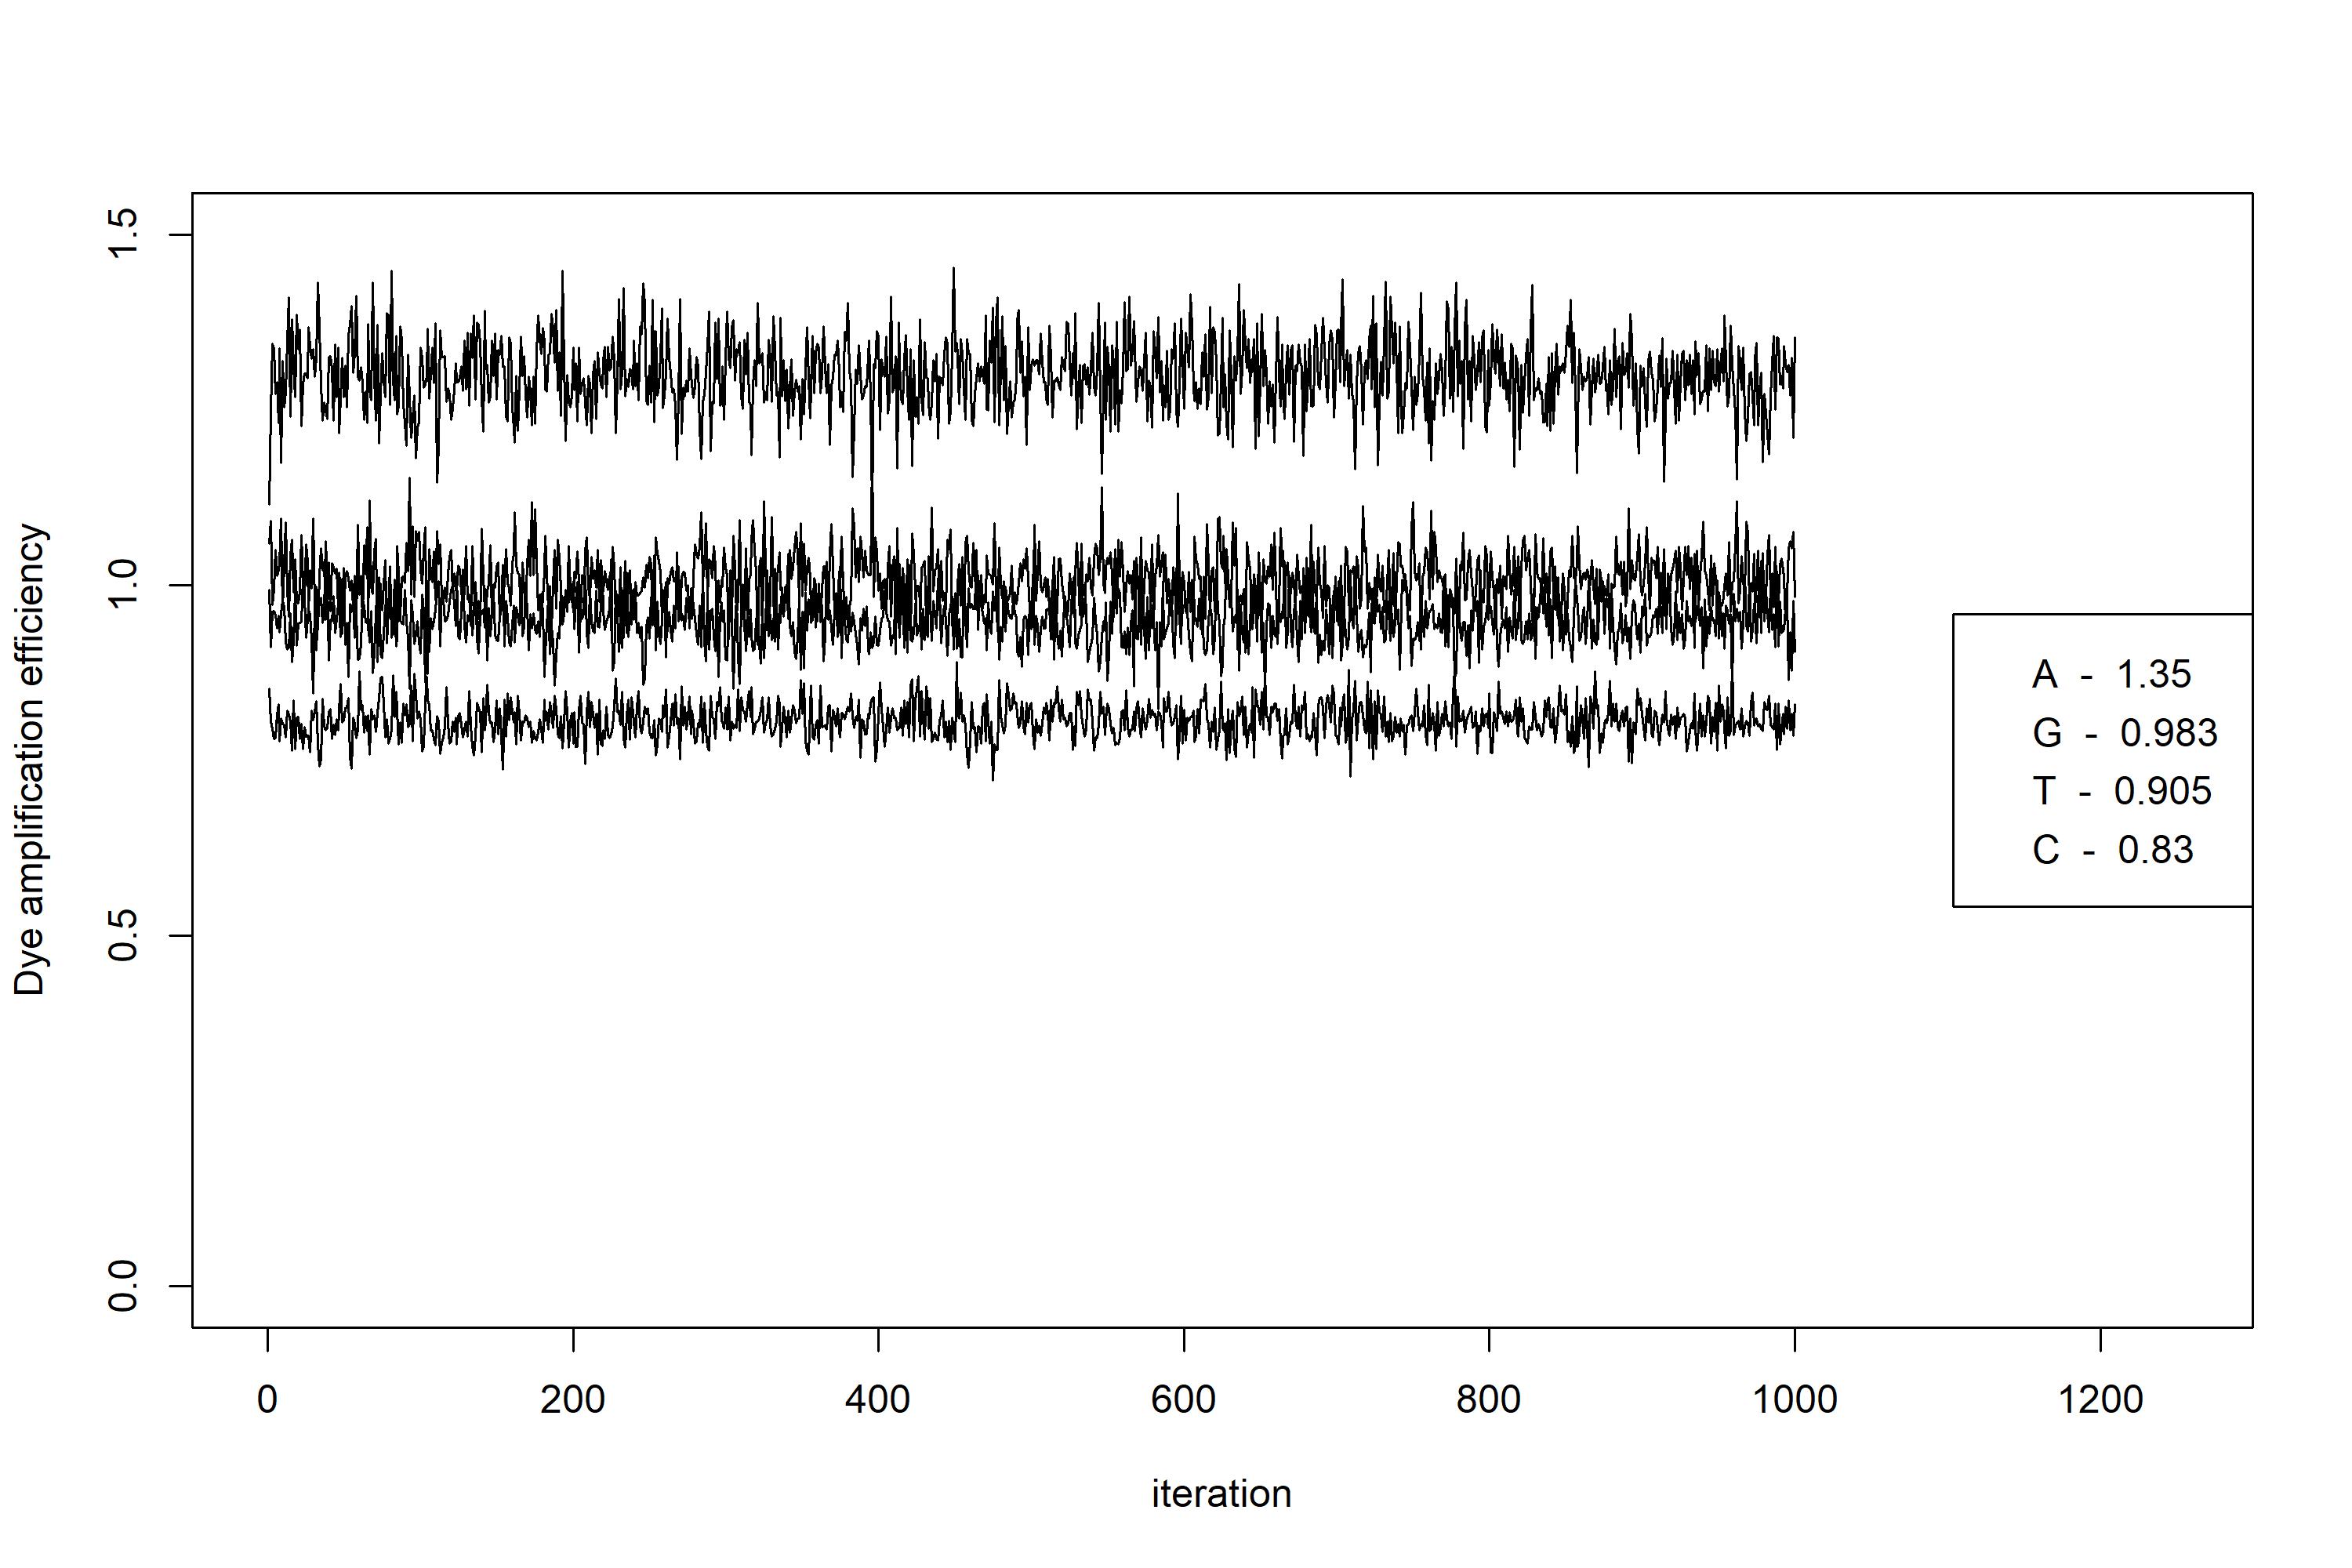 Dye amplification efficiency
1.5
1.0
0.5
0.0
A - 1.35
G - 0.983
T - 0.905
C - 0.83
0 200 400 600 800 1000 1200
iteration